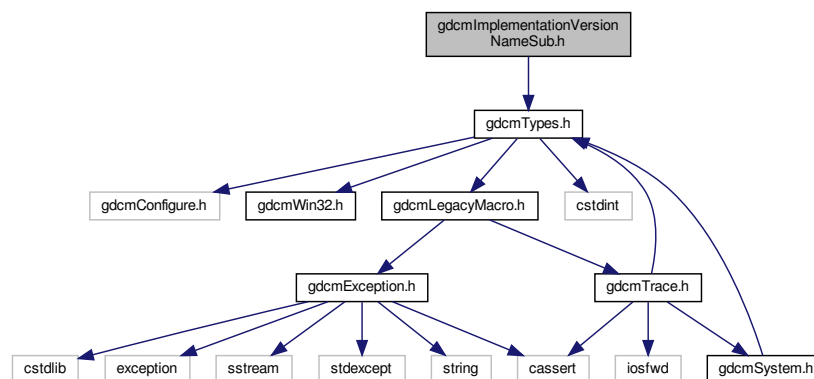 gdcmImplementationVersion
NameSub.h
gdcmTypes.h
gdcmConfigure.h
gdcmWin32.h
gdcmLegacyMacro.h
cstdint
gdcmException.h
gdcmTrace.h
cstdlib
exception
sstream
stdexcept
string
cassert
iosfwd
gdcmSystem.h